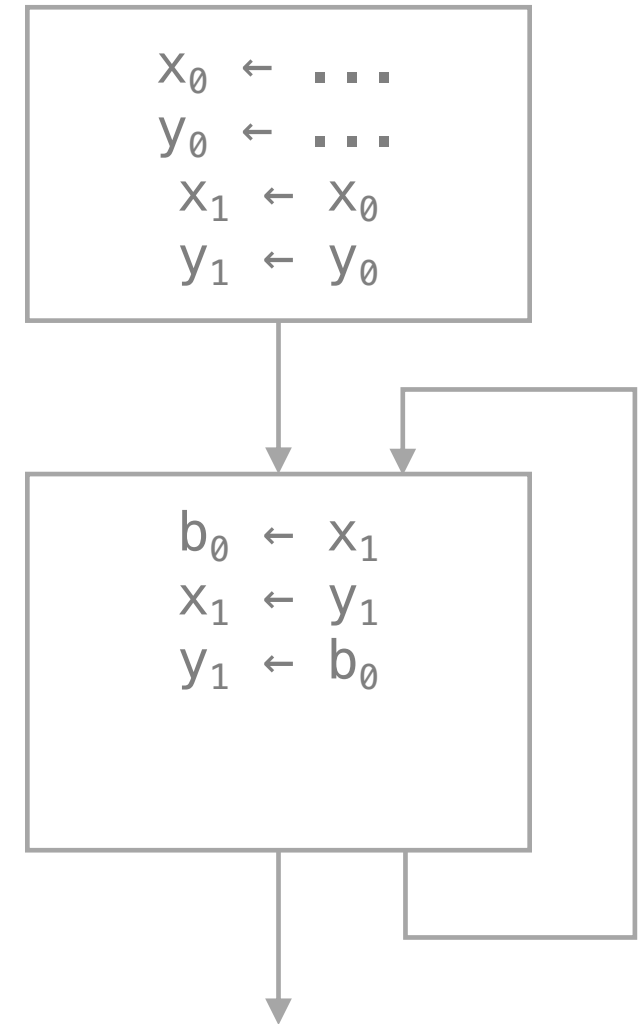 x₀ ← ...
y₀ ← ...
x₁ ← x₀
y₁ ← y₀
b₀ ← x₁
x₁ ← y₁
y₁ ← b₀